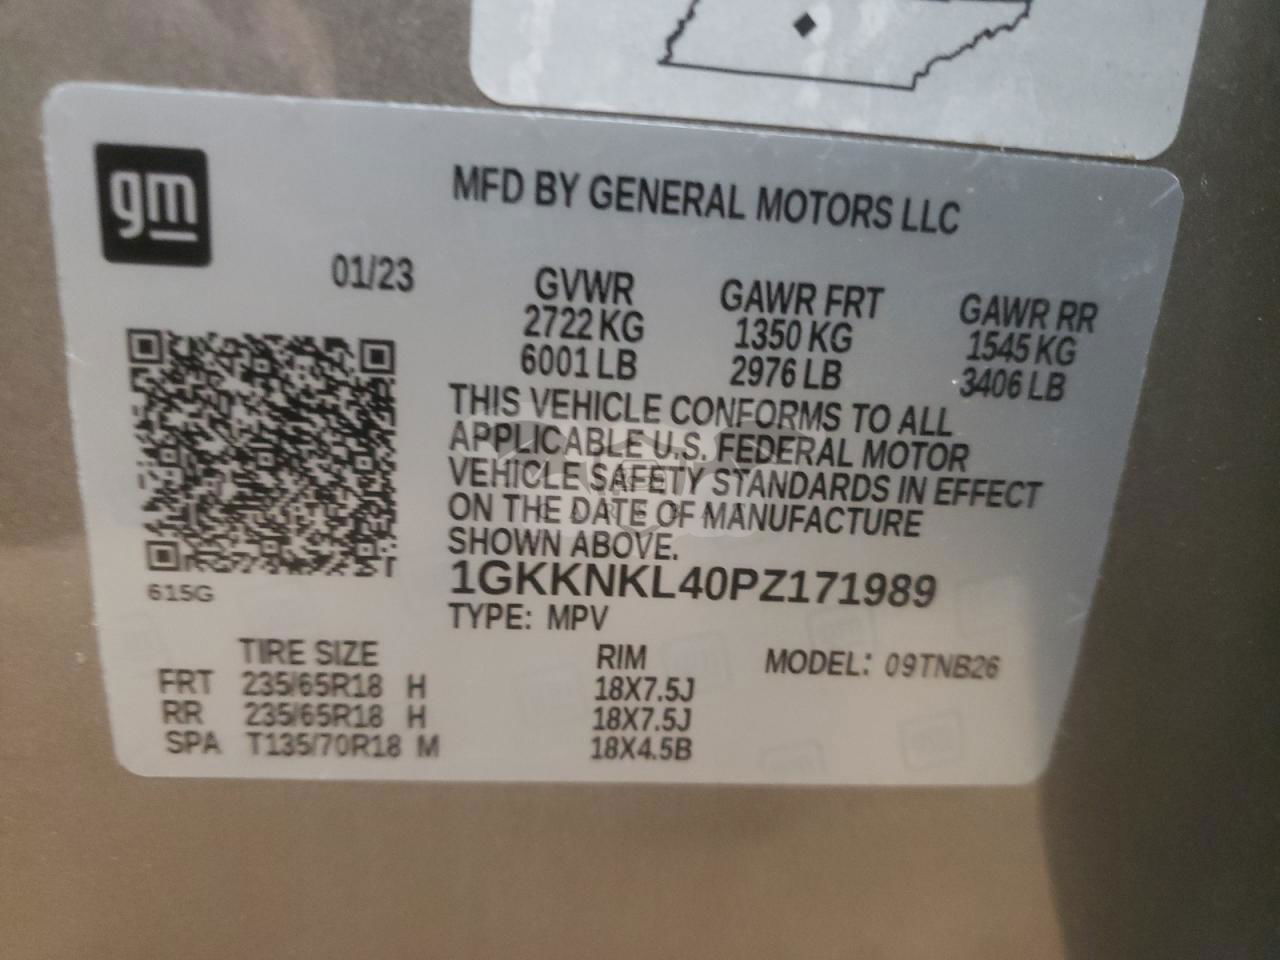 gm
MFD BY GENERAL MOTORS LLC
01/23
GVWR GAWR FRT GAWR RR
2722 KG 1350 KG 1545 KG
6001 LB 2976 LB 3406 LB
THIS VEHICLE CONFORMS TO ALL
APPLICABLE U.S. FEDERAL MOTOR
VEHICLE SAFETY STANDARDS IN EFFECT
ON THE DATE OF MANUFACTURE
SHOWN ABOVE.
1GKKNKL40PZ171989
615G
TYPE: MPV
TIRE SIZE RIM MODEL: 09TNB26
FRT 235/65R18 H 18X7.5J
RR 235/65R18 H 18X7.5J
SPA T135/70R18 M 18X4.5B